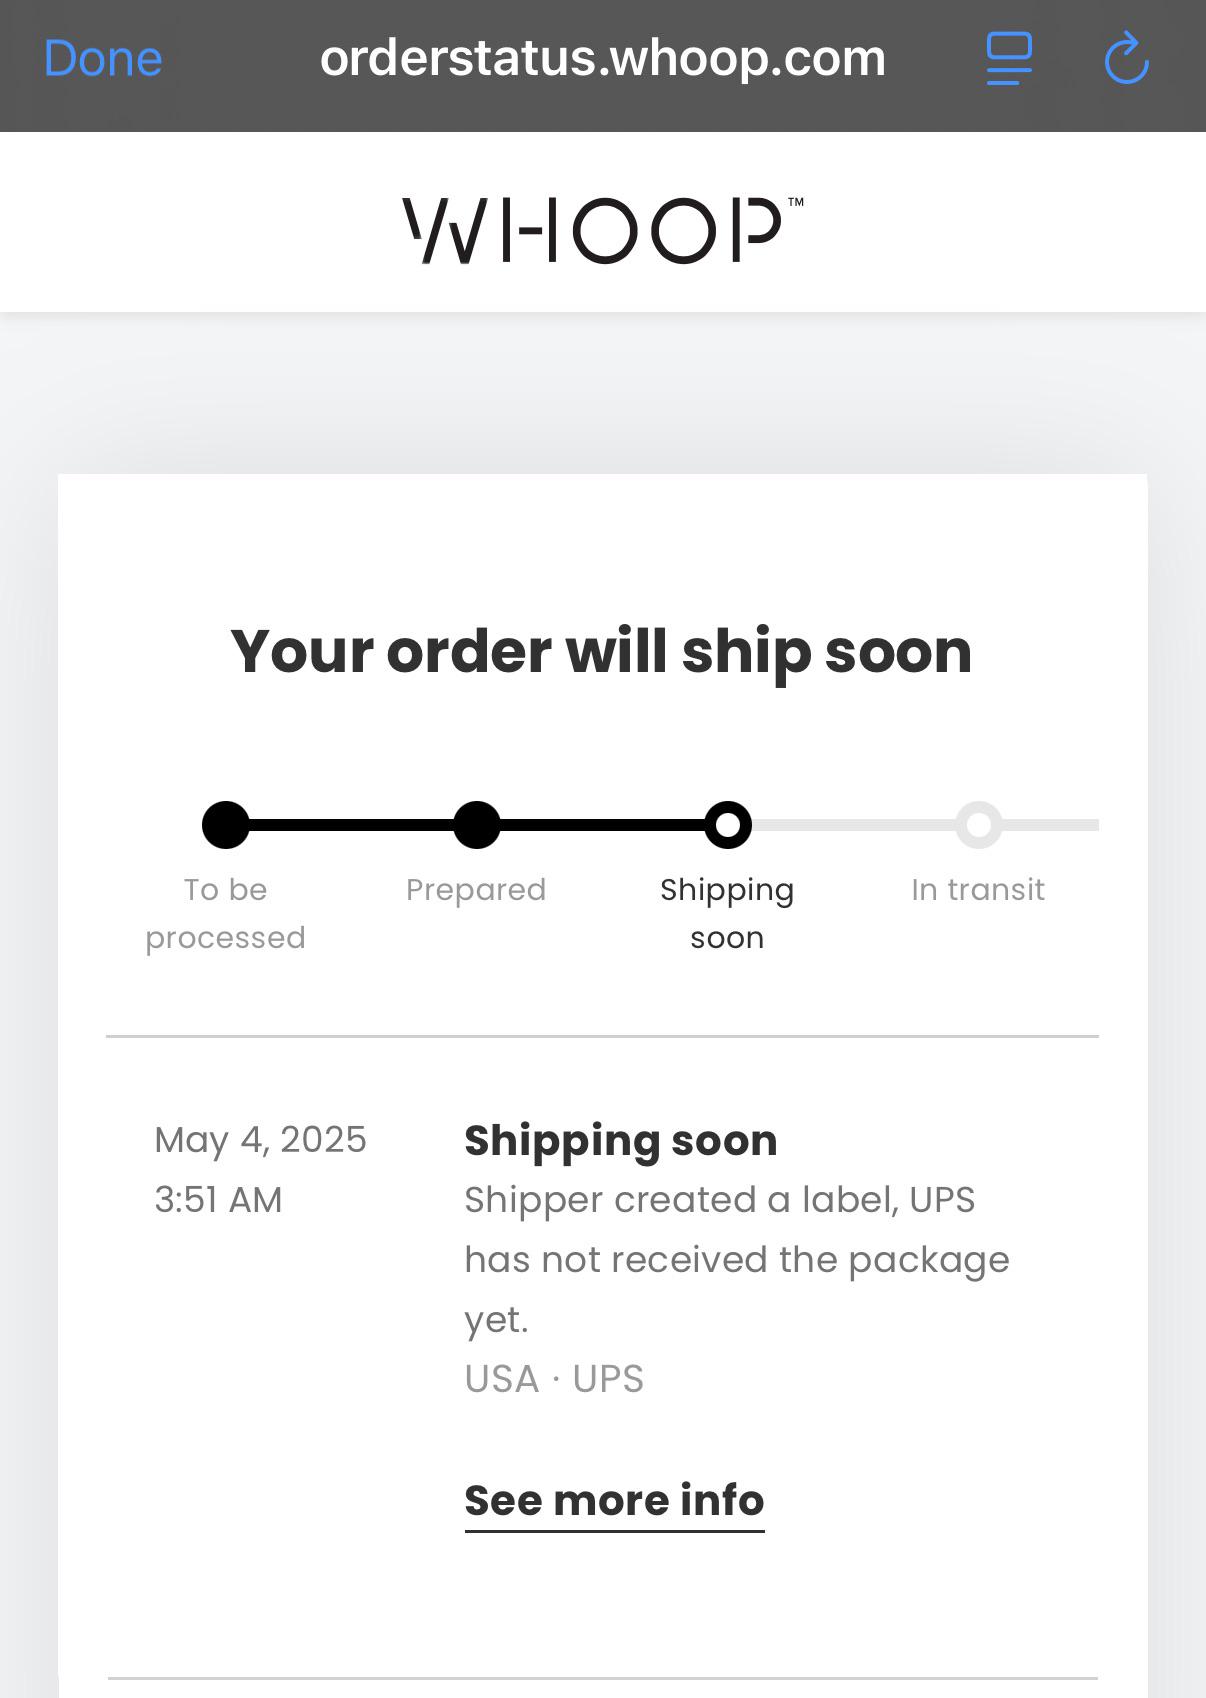 Done
orderstatus.whoop.com
WHOOP™
Your order will ship soon
To be
processed
Prepared
Shipping
soon
In transit
May 4, 2025
3:51 AM
Shipping soon
Shipper created a label, UPS
has not received the package
yet.
USA · UPS
See more info